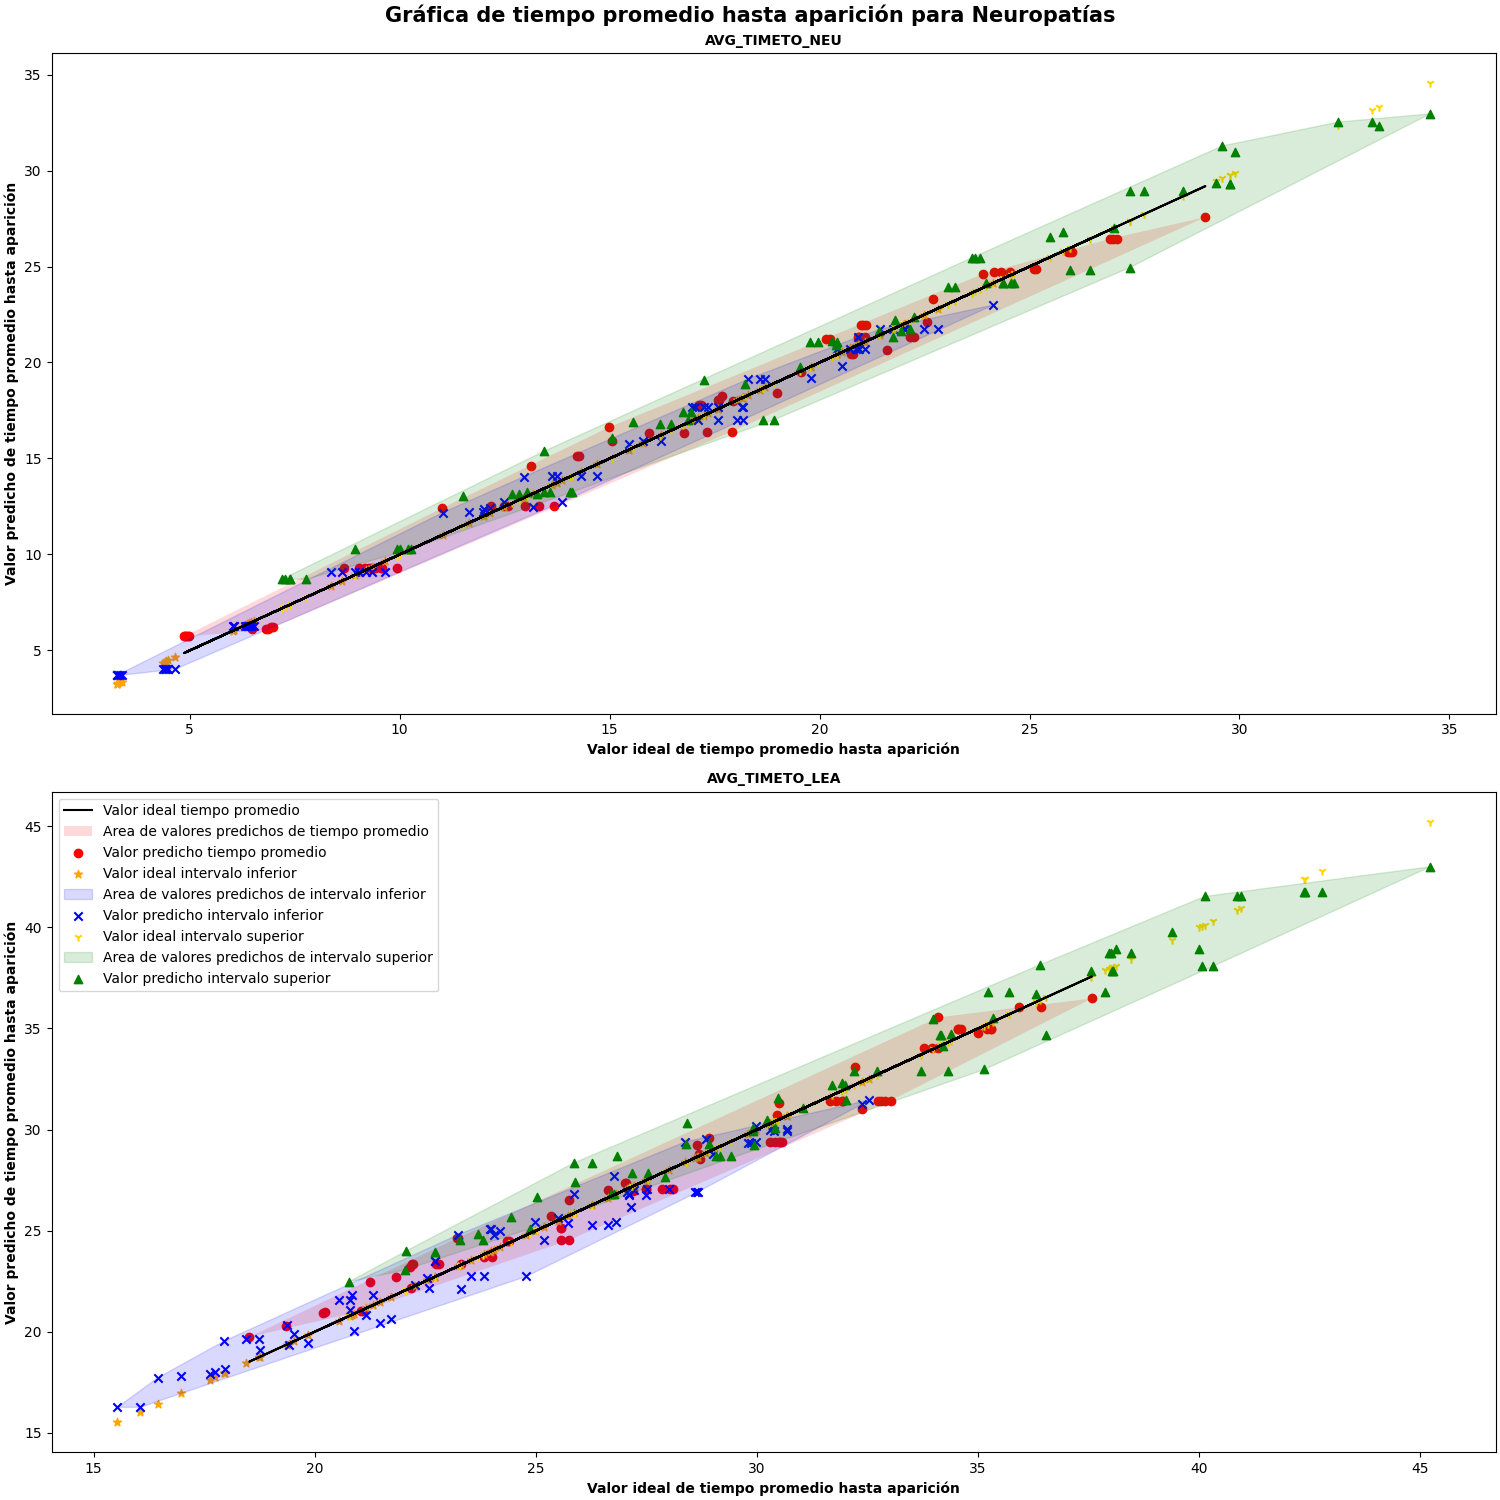 Gráfica de tiempo promedio hasta aparición para Neuropatías
AVG_TIMETO_NEU
35
30
25
20
15
10
5
Valor predicho de tiempo promedio hasta aparición
5 10 15 20 25 30 35
Valor ideal de tiempo promedio hasta aparición
AVG_TIMETO_LEA
Valor ideal tiempo promedio
Area de valores predichos de tiempo promedio
Valor predicho tiempo promedio
Valor ideal intervalo inferior
Area de valores predichos de intervalo inferior
Valor predicho intervalo inferior
Valor ideal intervalo superior
Area de valores predichos de intervalo superior
Valor predicho intervalo superior
45
40
35
30
25
20
15
Valor predicho de tiempo promedio hasta aparición
15 20 25 30 35 40 45
Valor ideal de tiempo promedio hasta aparición